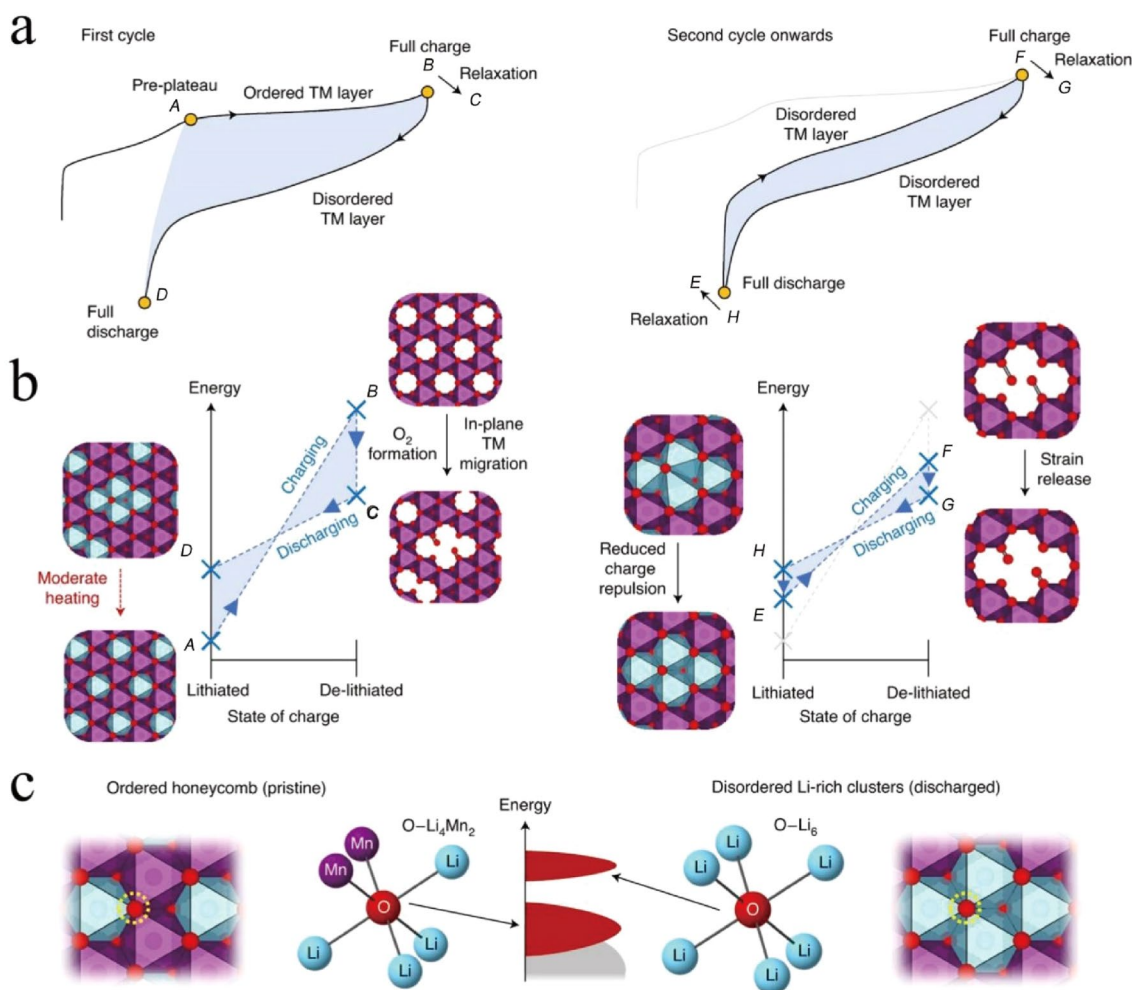 a
First cycle
Pre-plateau
A
Ordered TM layer
Full charge
B
Relaxation
C
Disordered
TM layer
D
Full
discharge
Second cycle onwards
Full charge
F
Relaxation
G
Disordered
TM layer
Disordered
TM layer
E
Full discharge
Relaxation
H
b
Energy
B
O2
formation
In-plane
TM
migration
Charging
Discharging
C
D
Moderate
heating
A
Lithiated
De-lithiated
State of charge
Energy
F
Strain
release
Charging
G
Discharging
H
Reduced
charge
repulsion
E
Lithiated
De-lithiated
State of charge
c
Ordered honeycomb (pristine)
Energy
Disordered Li-rich clusters (discharged)
O–Li4Mn2
Mn
Mn
Li
O
Li
Li
Li
O–Li6
Li
Li
Li
O
Li
Li
Li